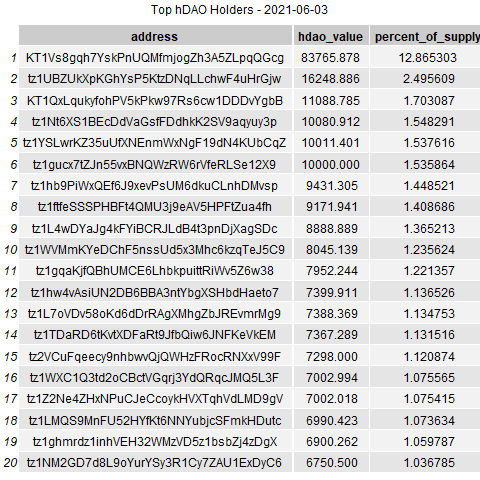 Top hDAO Holders - 2021-06-03
address hdao_value percent_of_supply
1 KT1Vs8gqh7YskPnUQMfmjogZh3A5ZLpqQGcg 83765.878 12.865303
2 tz1UBZUkXpKGhYsP5KtzDNqLLchwF4uHrGjw 16248.886 2.495609
3 KT1QxLqukyfohPV5kPkw97Rs6cw1DDDvYgbB 11088.785 1.703087
4 tz1Nt6XS1BEcDdVaGsfFDdhkK2SV9aqyuy3p 10080.912 1.548291
5 tz1YSLwrKZ35uUfXNEnmWxNgF19dN4KUbCqZ 10011.401 1.537616
6 tz1gucx7tZJn55vxBNQWzRW6rVfeRLSe12X9 10000.000 1.535864
7 tz1hb9PiWxQEf6J9xevPsUM6dkuCLnhDMvsp 9431.305 1.448521
8 tz1ftfeSSSPHBFt4QMU3j9eAV5HPFtZua4fh 9171.941 1.408686
9 tz1L4wDYaJg4kFYiBCRJLdB4t3pnDjXagSDc 8888.889 1.365213
10 tz1WVMmKYeDChF5nssUd5x3Mhc6kzqTeJ5C9 8045.139 1.235624
11 tz1gqaKjfQBhUMCE6LhbkpuittRiWv5Z6w38 7952.244 1.221357
12 tz1hw4vAsiUN2DB6BBA3ntYbgXSHbdHaeto7 7399.911 1.136526
13 tz1L7oVDv58oKd6dDrRAgXMhgZbJREvmrMg9 7388.369 1.134753
14 tz1TDaRD6tKvtXDFaRt9JfbQiw6JNFKeVkEM 7367.289 1.131516
15 tz2VCuFqeecy9nhbwvQjQWHzFRocRNXxV99F 7298.000 1.120874
16 tz1WXC1Q3td2oCBctVGqrj3YdQRqcJMQ5L3F 7002.994 1.075565
17 tz1Z2Ne4ZHxNPuCJeCcoykHVXTqhVdLMD9gV 7002.018 1.075415
18 tz1LMQS9MnFU52HYfKt6NNYubjcSFmkHDutc 6990.423 1.073634
19 tz1ghmrdz1inhVEH32WMzVD5z1bsbZj4zDgX 6900.262 1.059787
20 tz1NM2GD7d8L9oYurYSy3R1Cy7ZAU1ExDyC6 6750.500 1.036785